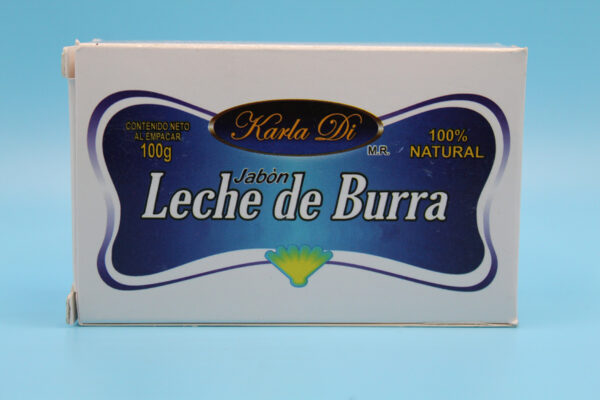 Karla Di
M.R.
CONTENIDO NETO
AL EMPACAR
100g
100%
NATURAL
Jabón
Leche de Burra